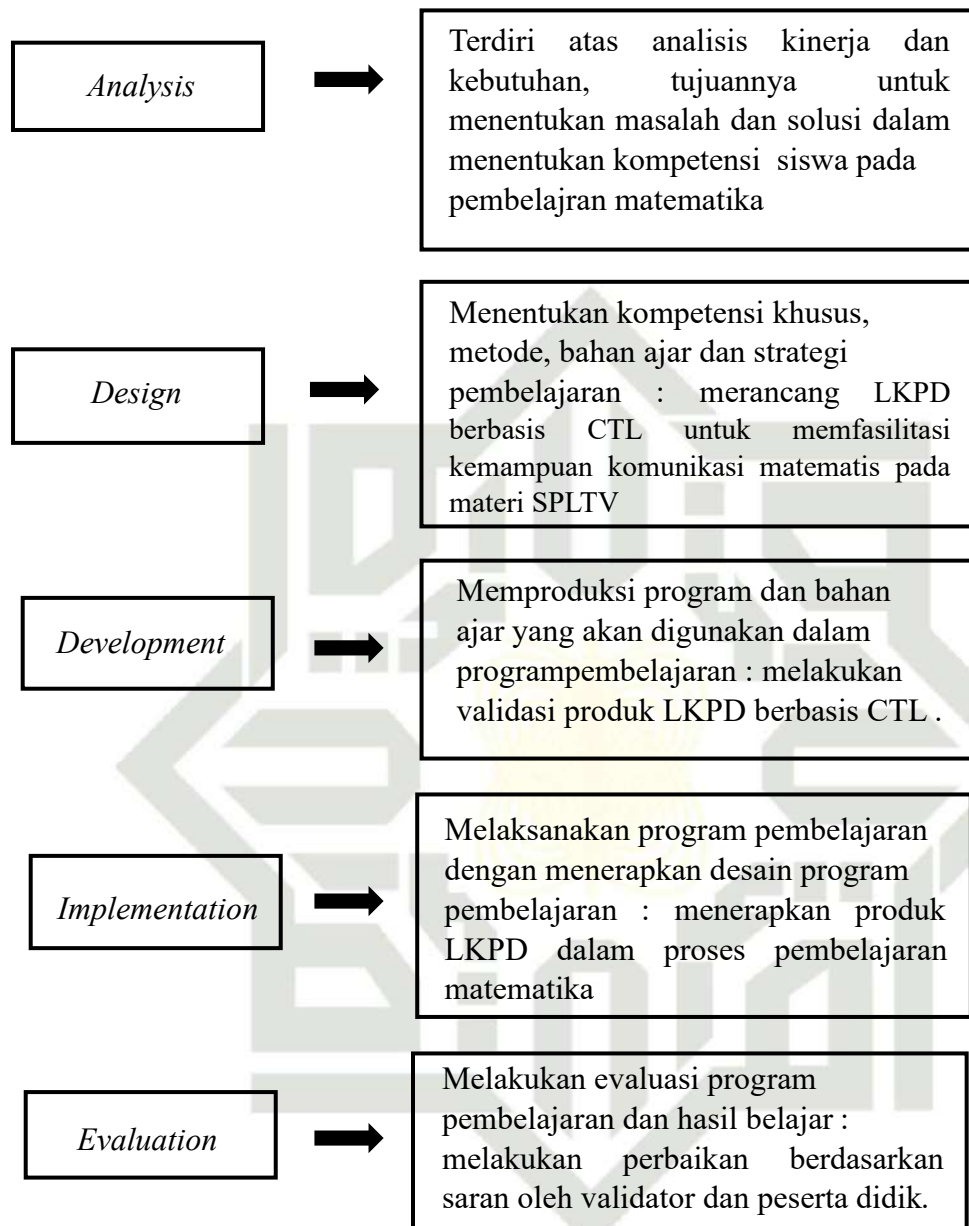 Analysis
Terdiri atas analisis kinerja dan
kebutuhan, tujuannya untuk
menentukan masalah dan solusi dalam
menentukan kompetensi siswa pada
pembelajran matematika
Design
Menentukan kompetensi khusus,
metode, bahan ajar dan strategi
pembelajaran : merancang LKPD
berbasis CTL untuk memfasilitasi
kemampuan komunikasi matematis pada
materi SPLTV
Development
Memproduksi program dan bahan
ajar yang akan digunakan dalam
programpembelajaran : melakukan
validasi produk LKPD berbasis CTL .
Implementation
Melaksanakan program pembelajaran
dengan menerapkan desain program
pembelajaran : menerapkan produk
LKPD dalam proses pembelajaran
matematika
Evaluation
Melakukan evaluasi program
pembelajaran dan hasil belajar :
melakukan perbaikan berdasarkan
saran oleh validator dan peserta didik.